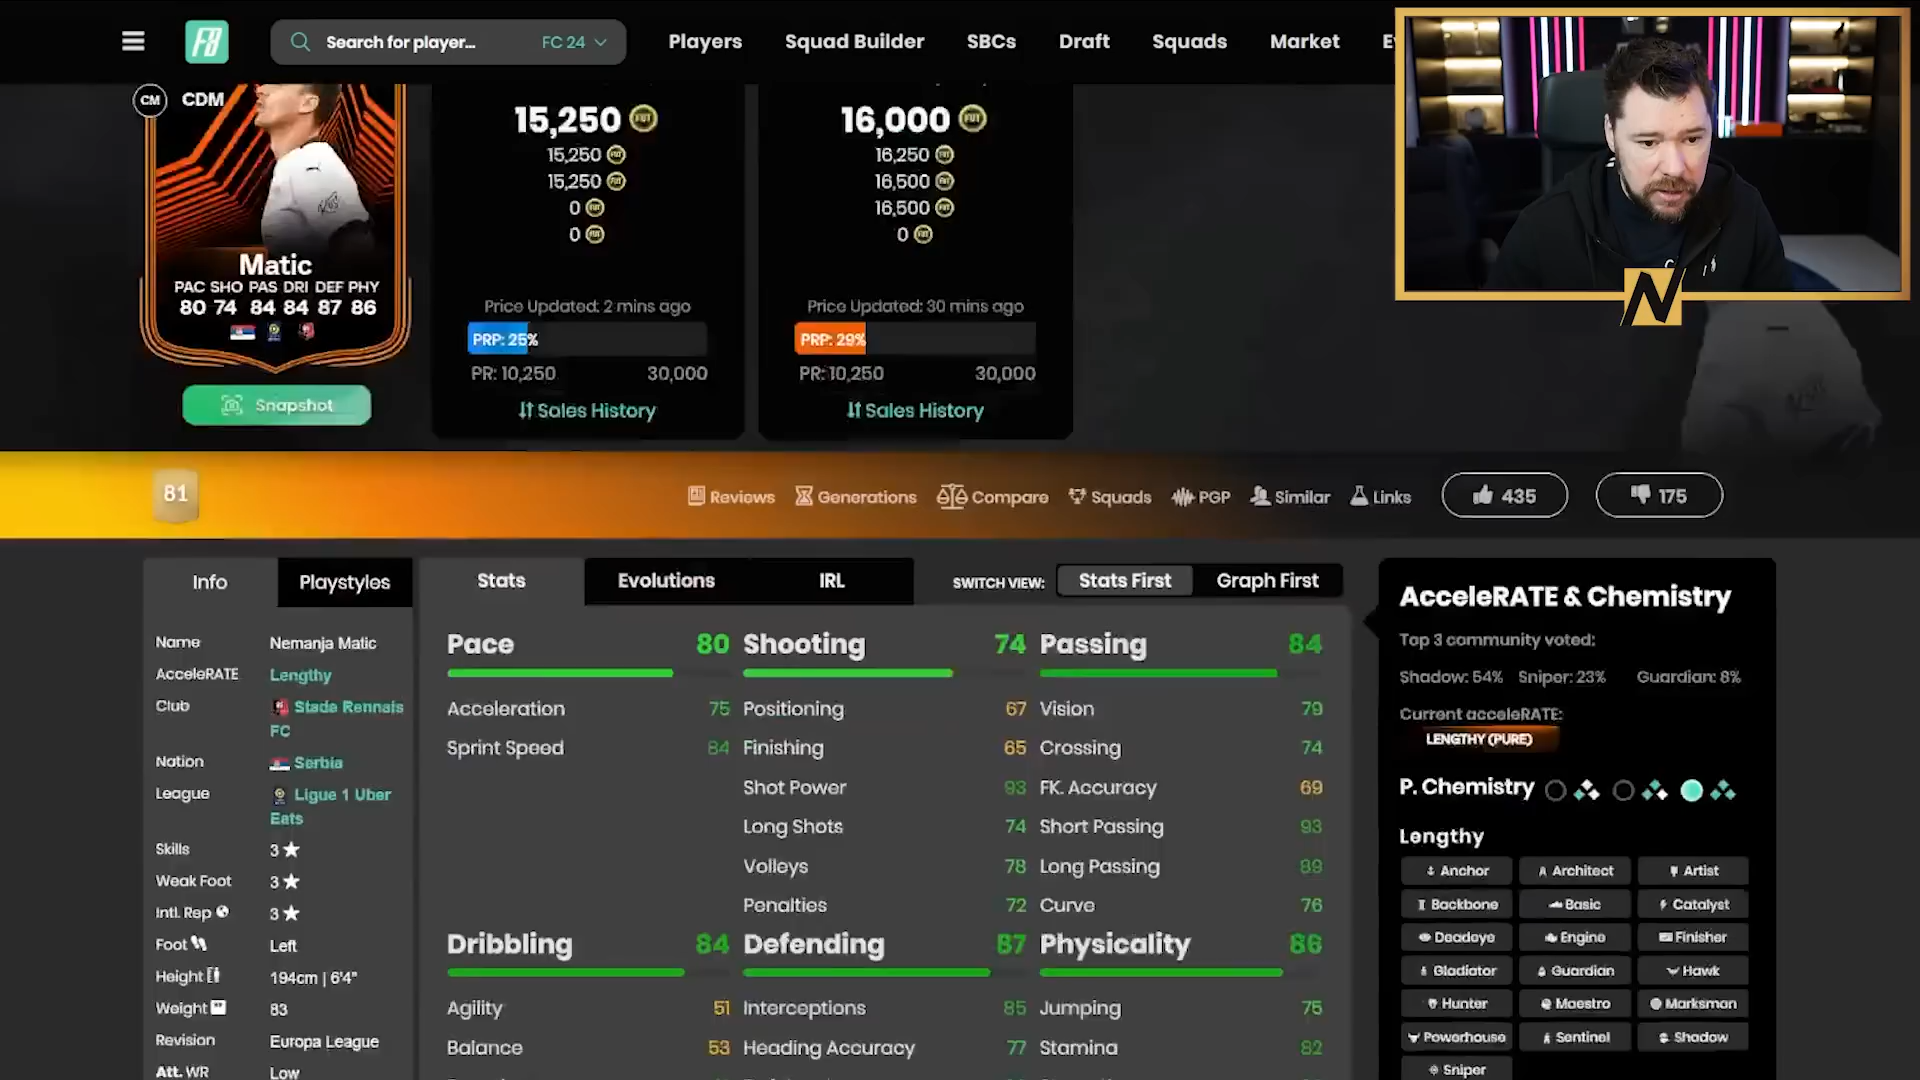 F8
Search for player...
FC 24
Players
Squad Builder
SBCs
Draft
Squads
Market
CM
CDM
Matic
PAC SHO PAS DRI DEF PHY
80 74 84 84 87 86
Snapshot
15,250
15,250
15,250
0
0
Price Updated: 2 mins ago
PRP: 25%
PR: 10,250 30,000
Sales History
16,000
16,250
16,500
16,500
0
Price Updated: 30 mins ago
PRP: 29%
PR: 10,250 30,000
Sales History
N
81
Reviews
Generations
Compare
Squads
PGP
Similar
Links
435
175
Info
Playstyles
Name Nemanja Matic
AcceleRATE Lengthy
Club Stade Rennais
FC
Nation Serbia
League Ligue 1 Uber
Eats
Skills 3
Weak Foot 3
Intl. Rep 3
Foot Left
Height 194cm | 6'4"
Weight 83
Revision Europa League
Att. WR Low
Stats
Evolutions
IRL
SWITCH VIEW:
Stats First
Graph First
Pace 80
Acceleration 75
Sprint Speed 84
Shooting 74
Positioning 67
Finishing 65
Shot Power 93
Long Shots 74
Volleys 78
Penalties 72
Passing 84
Vision 79
Crossing 74
FK. Accuracy 69
Short Passing 93
Long Passing 89
Curve 76
Dribbling 84
Agility 51
Balance 53
Defending 87
Interceptions 85
Heading Accuracy 77
Physicality 86
Jumping 75
Stamina 82
AcceleRATE & Chemistry
Top 3 community voted:
Shadow: 54% Sniper: 23% Guardian: 8%
Current acceleRATE:
LENGTHY (PURE)
P. Chemistry
Lengthy
Anchor Architect Artist
Backbone Basic Catalyst
Deadeye Engine Finisher
Gladiator Guardian Hawk
Hunter Maestro Marksman
Powerhouse Sentinel Shadow
Sniper